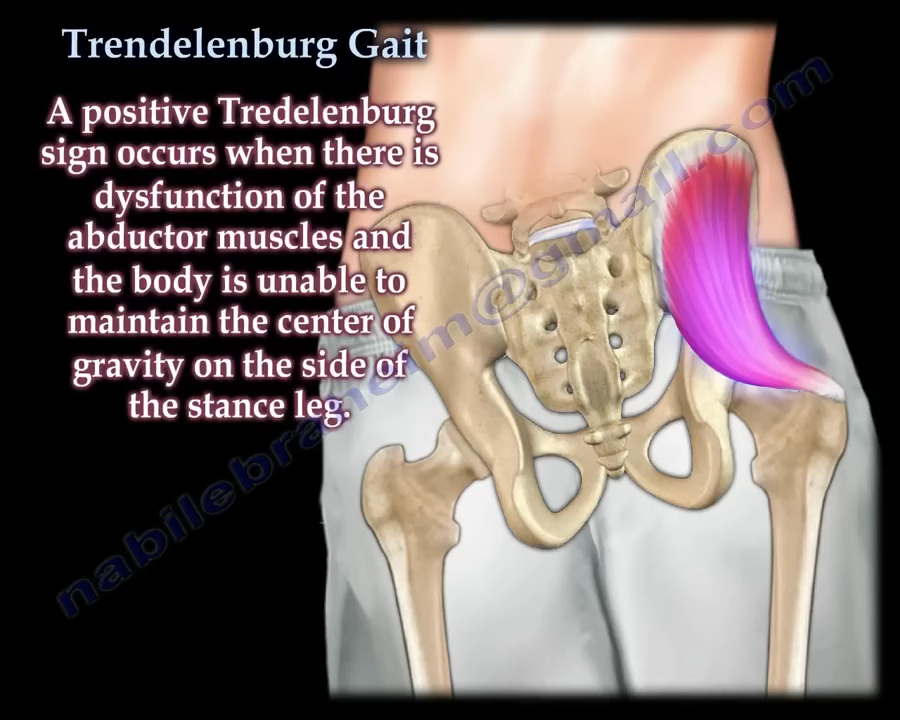 Trendelenburg Gait
A positive Tredelenburg
sign occurs when there is
dysfunction of the
abductor muscles and
the body is unable to
maintain the center of
gravity on the side of
the stance leg.
nabilebraheim@gmail.com